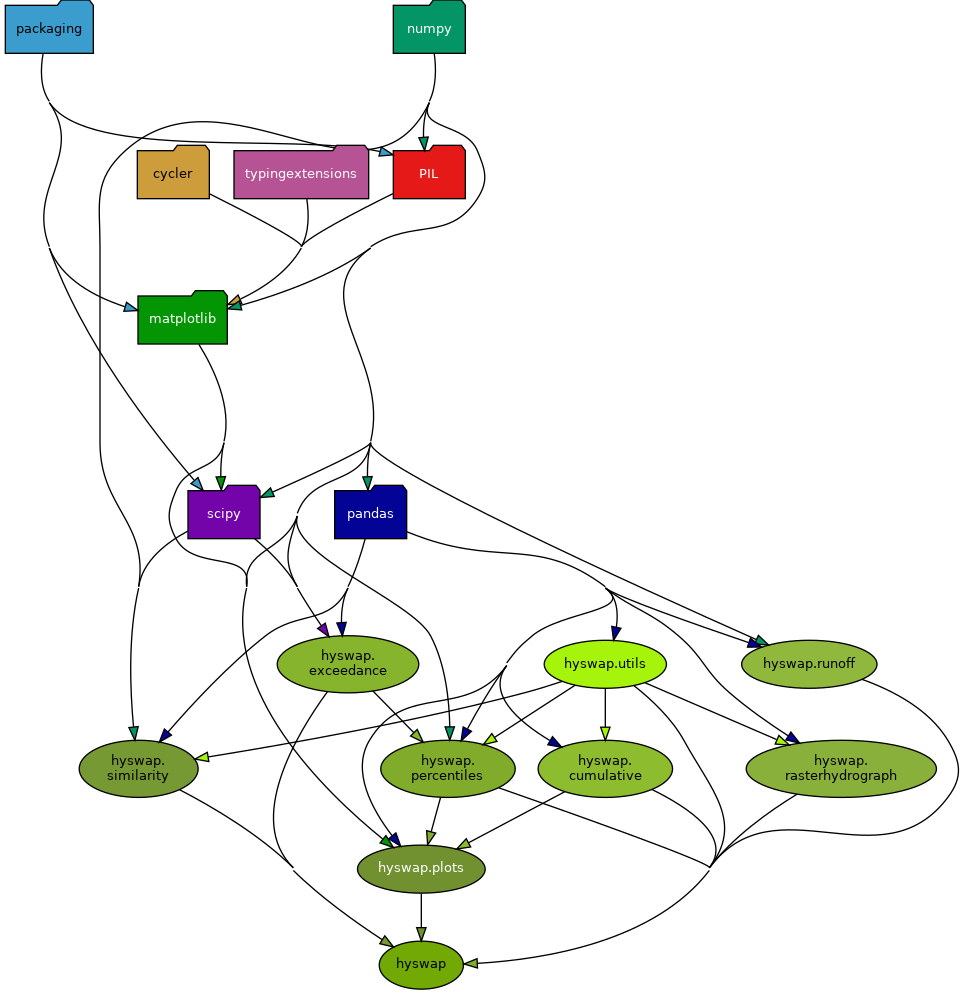 packaging
numpy
cycler
typingextensions
PIL
matplotlib
scipy
pandas
hyswap.
exceedance
hyswap.utils
hyswap.runoff
hyswap.
similarity
hyswap.
percentiles
hyswap.
cumulative
hyswap.
rasterhydrograph
hyswap.plots
hyswap